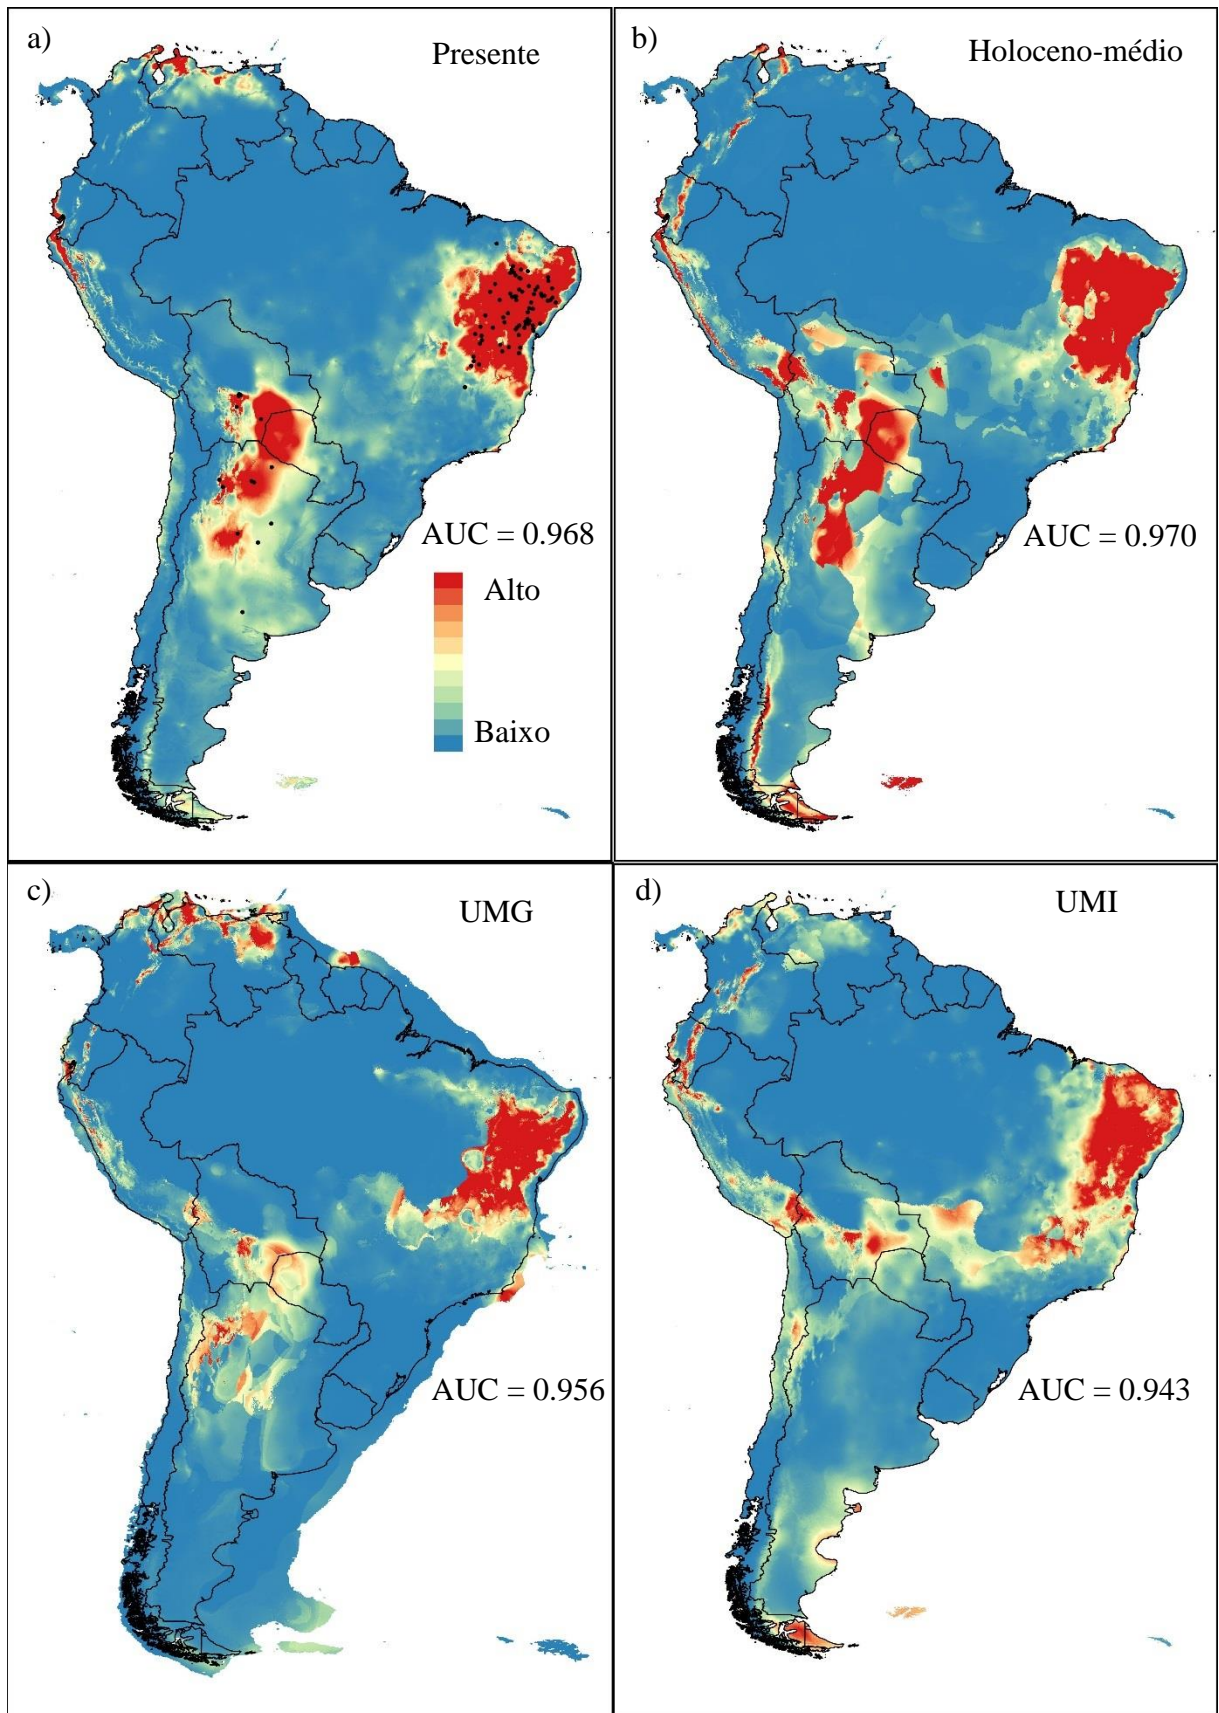 a)
Presente
AUC = 0.968
Alto
Baixo
b)
Holoceno-médio
AUC = 0.970
c)
UMG
AUC = 0.956
d)
UMI
AUC = 0.943